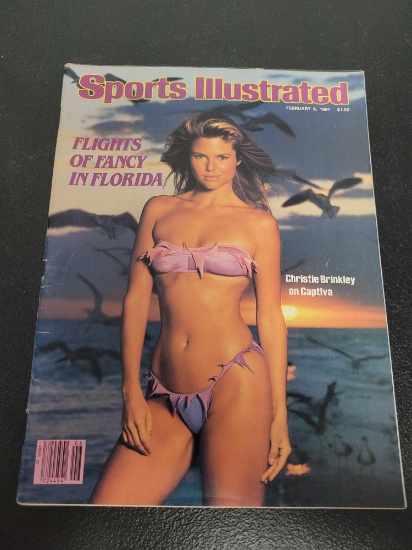 Sports Illustrated
FEBRUARY 9, 1981 $1.50
FLIGHTS
OF FANCY
IN FLORIDA
Christie Brinkley
on Captiva